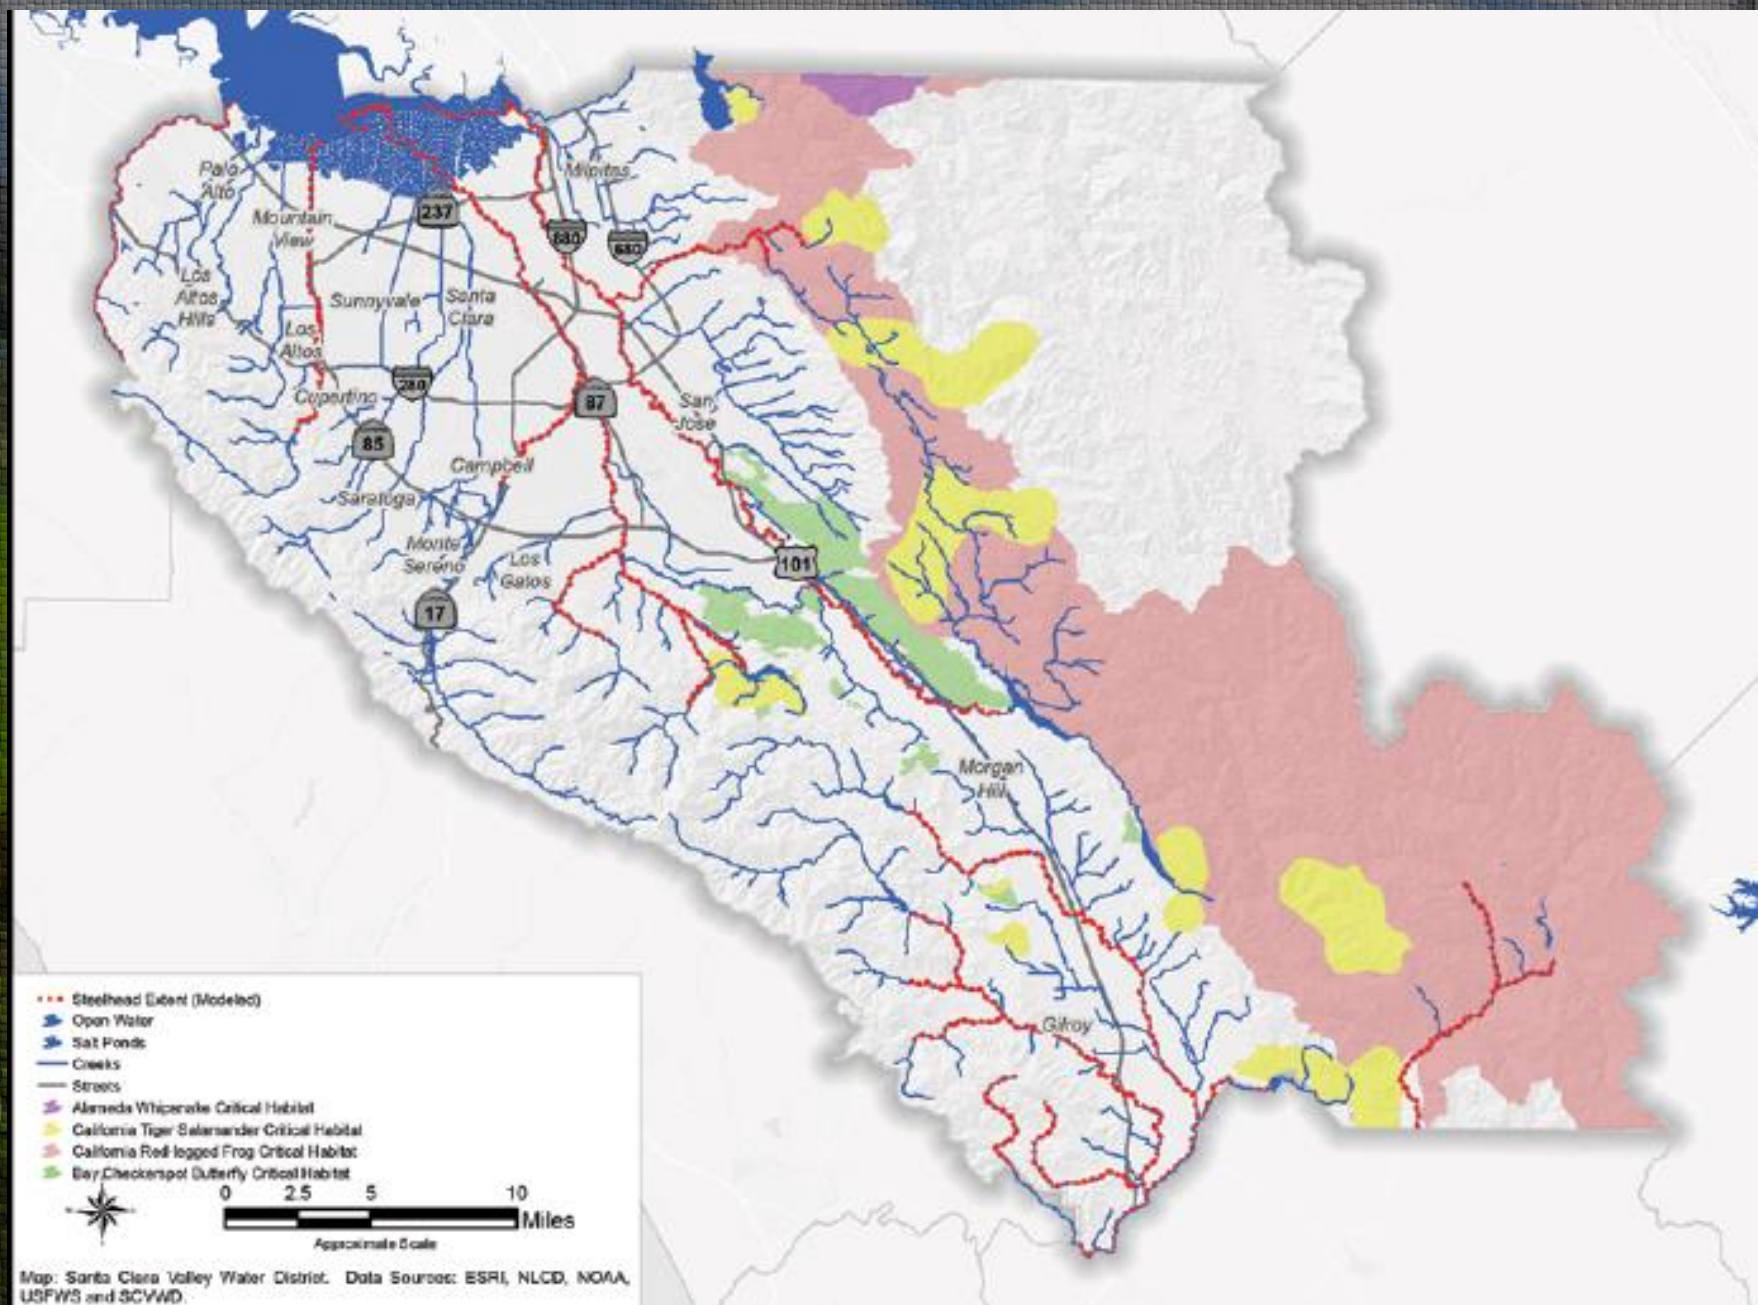 Palo
Alto
Milpitas
237
Mountain
View
680
680
Los
Altos
Hills
Sunnyvale
Santa
Clara
Los
Altos
280
Cupertino
87
San
Jose
85
Campbell
Saratoga
Monte
Sereno
Los
Gatos
101
17
Morgan
Hill
Gilroy
Steelhead Extent (Modeled)
Open Water
Salt Ponds
Creeks
Streets
Alameda Whipsnake Critical Habitat
California Tiger Salamander Critical Habitat
California Red-legged Frog Critical Habitat
Bay Checkerspot Butterfly Critical Habitat
0 2.5 5 10
Miles
Approximate Scale
Map: Santa Clara Valley Water District. Data Sources: ESRI, NLCD, NOAA,
USFWS and SCVWD.